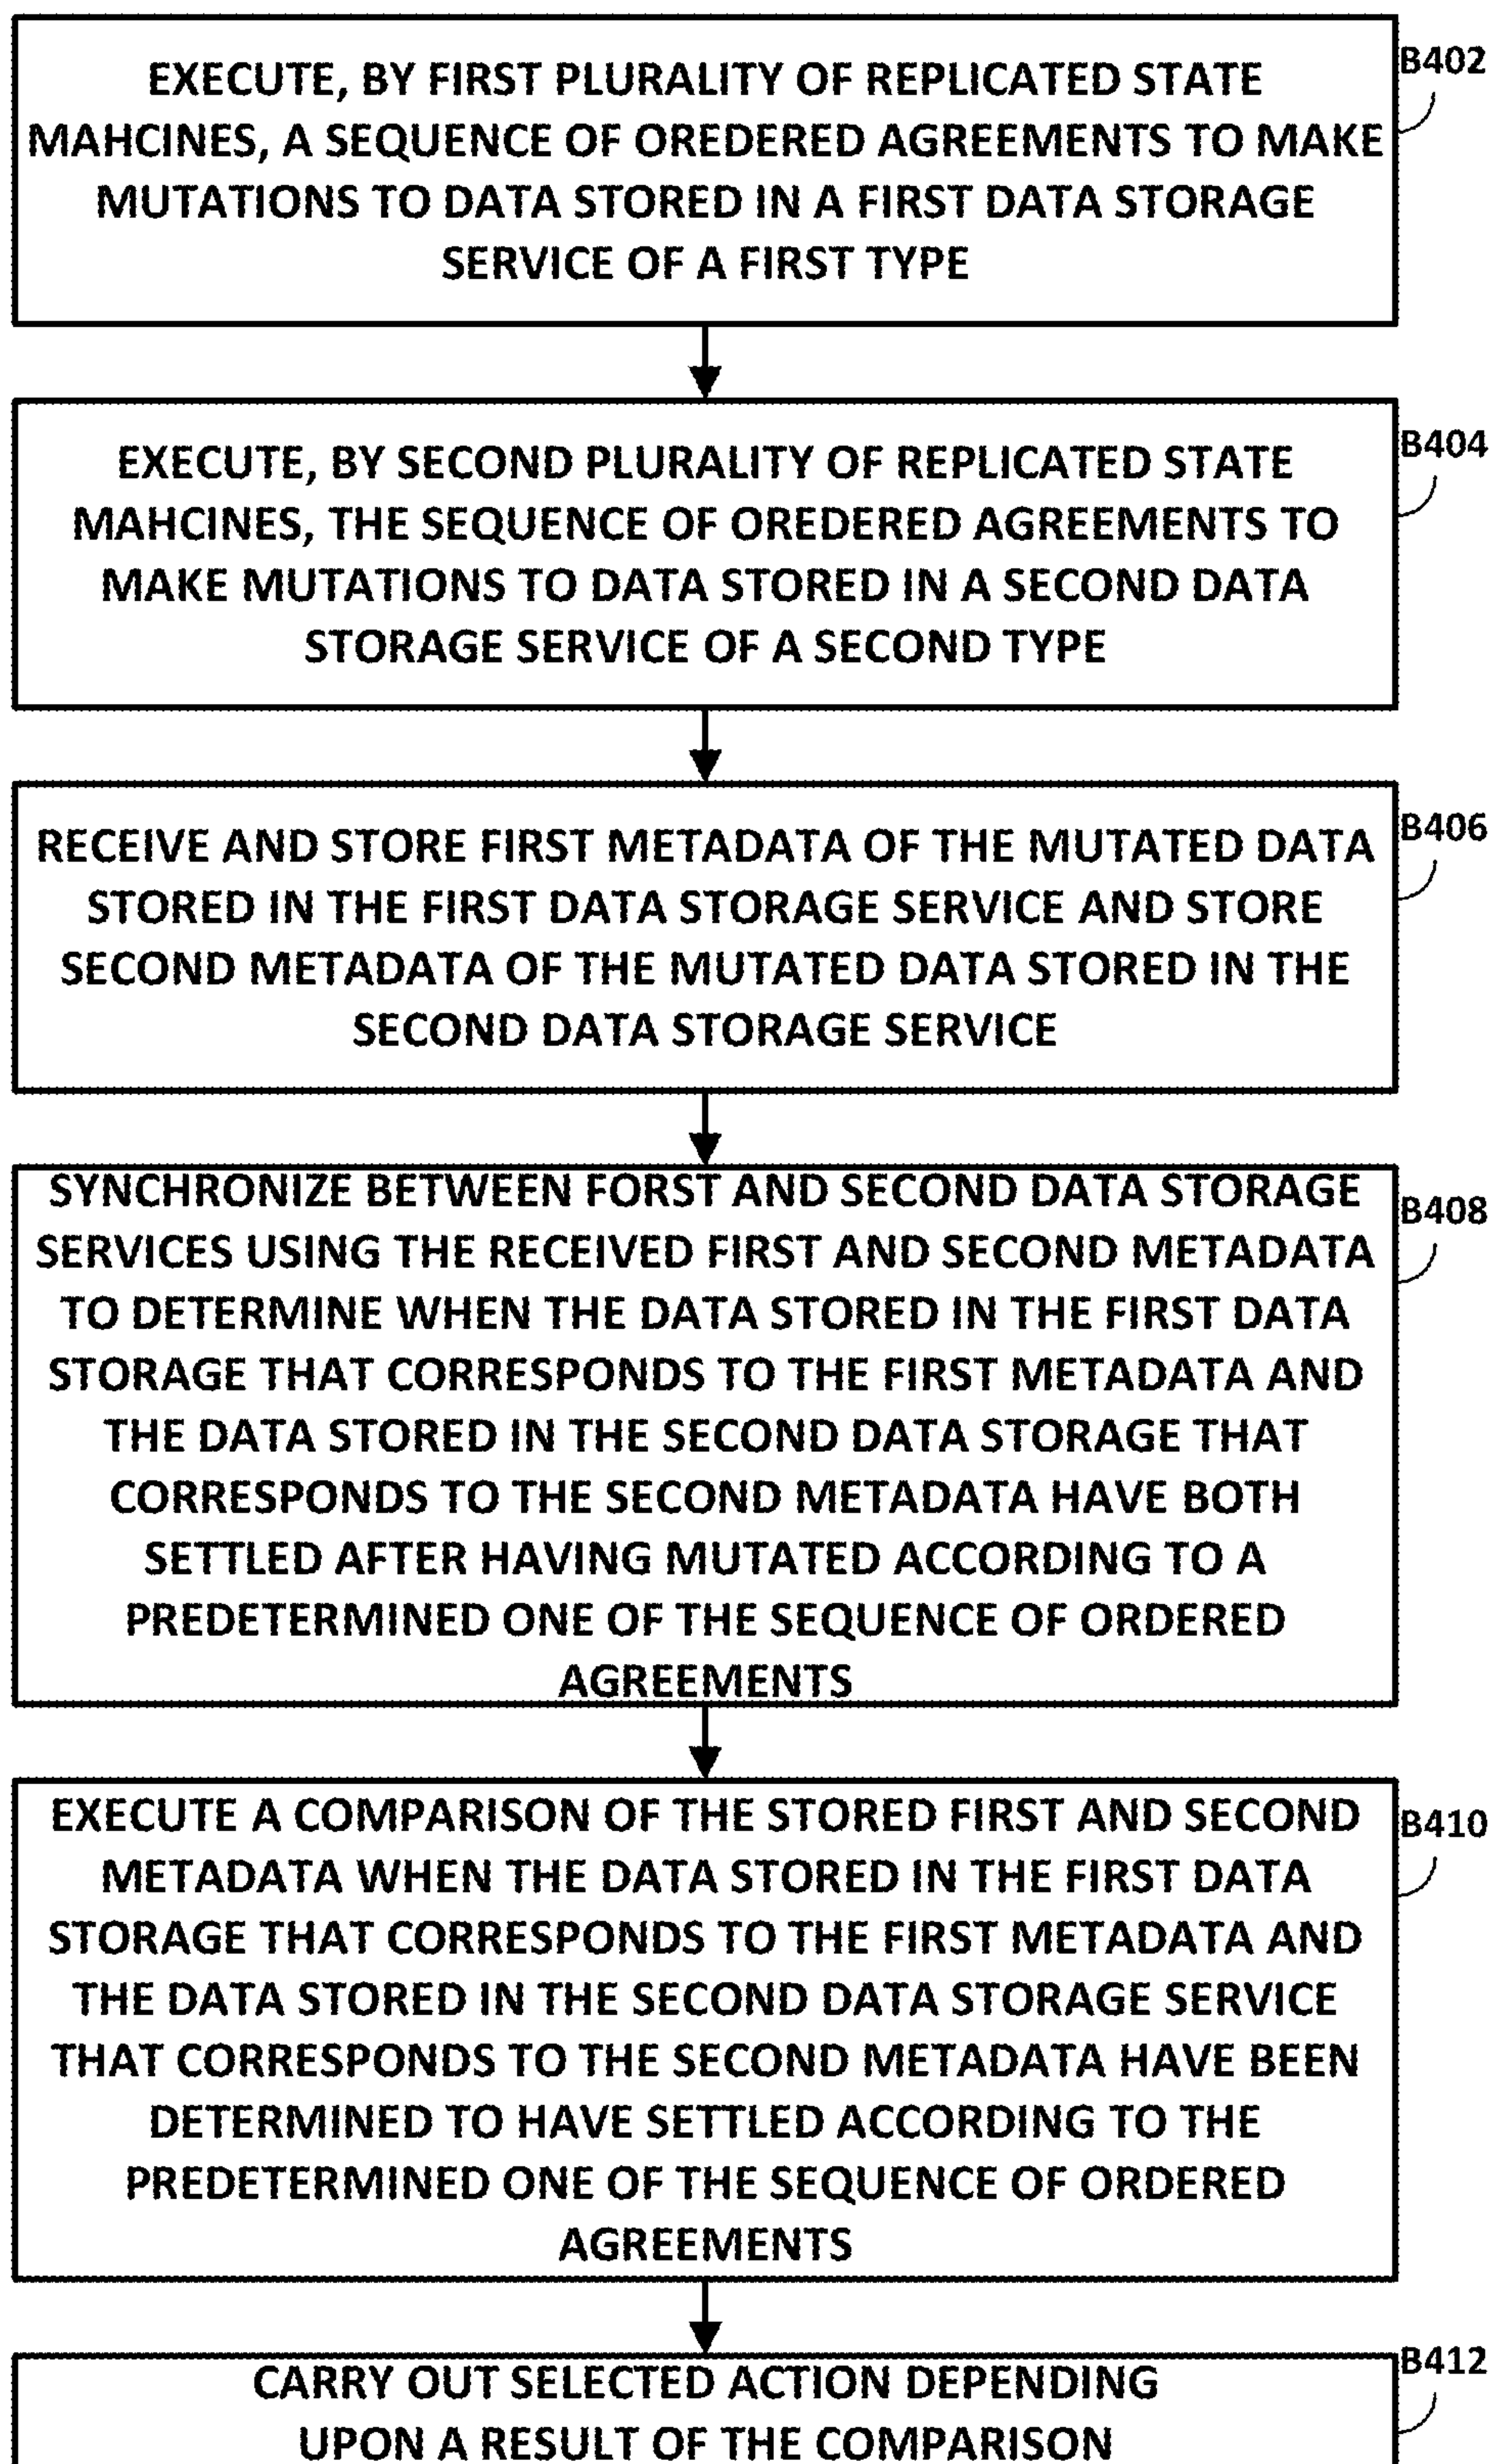 EXECUTE, BY FIRST PLURALITY OF REPLICATED STATE
MAHCINES, A SEQUENCE OF OREDERED AGREEMENTS TO MAKE
MUTATIONS TO DATA STORED IN A FIRST DATA STORAGE
SERVICE OF A FIRST TYPE
B402
EXECUTE, BY SECOND PLURALITY OF REPLICATED STATE
MAHCINES, THE SEQUENCE OF OREDERED AGREEMENTS TO
MAKE MUTATIONS TO DATA STORED IN A SECOND DATA
STORAGE SERVICE OF A SECOND TYPE
B404
RECEIVE AND STORE FIRST METADATA OF THE MUTATED DATA
STORED IN THE FIRST DATA STORAGE SERVICE AND STORE
SECOND METADATA OF THE MUTATED DATA STORED IN THE
SECOND DATA STORAGE SERVICE
B406
SYNCHRONIZE BETWEEN FORST AND SECOND DATA STORAGE
SERVICES USING THE RECEIVED FIRST AND SECOND METADATA
TO DETERMINE WHEN THE DATA STORED IN THE FIRST DATA
STORAGE THAT CORRESPONDS TO THE FIRST METADATA AND
THE DATA STORED IN THE SECOND DATA STORAGE THAT
CORRESPONDS TO THE SECOND METADATA HAVE BOTH
SETTLED AFTER HAVING MUTATED ACCORDING TO A
PREDETERMINED ONE OF THE SEQUENCE OF ORDERED
AGREEMENTS
B408
EXECUTE A COMPARISON OF THE STORED FIRST AND SECOND
METADATA WHEN THE DATA STORED IN THE FIRST DATA
STORAGE THAT CORRESPONDS TO THE FIRST METADATA AND
THE DATA STORED IN THE SECOND DATA STORAGE SERVICE
THAT CORRESPONDS TO THE SECOND METADATA HAVE BEEN
DETERMINED TO HAVE SETTLED ACCORDING TO THE
PREDETERMINED ONE OF THE SEQUENCE OF ORDERED
AGREEMENTS
B410
CARRY OUT SELECTED ACTION DEPENDING
UPON A RESULT OF THE COMPARISON
B412